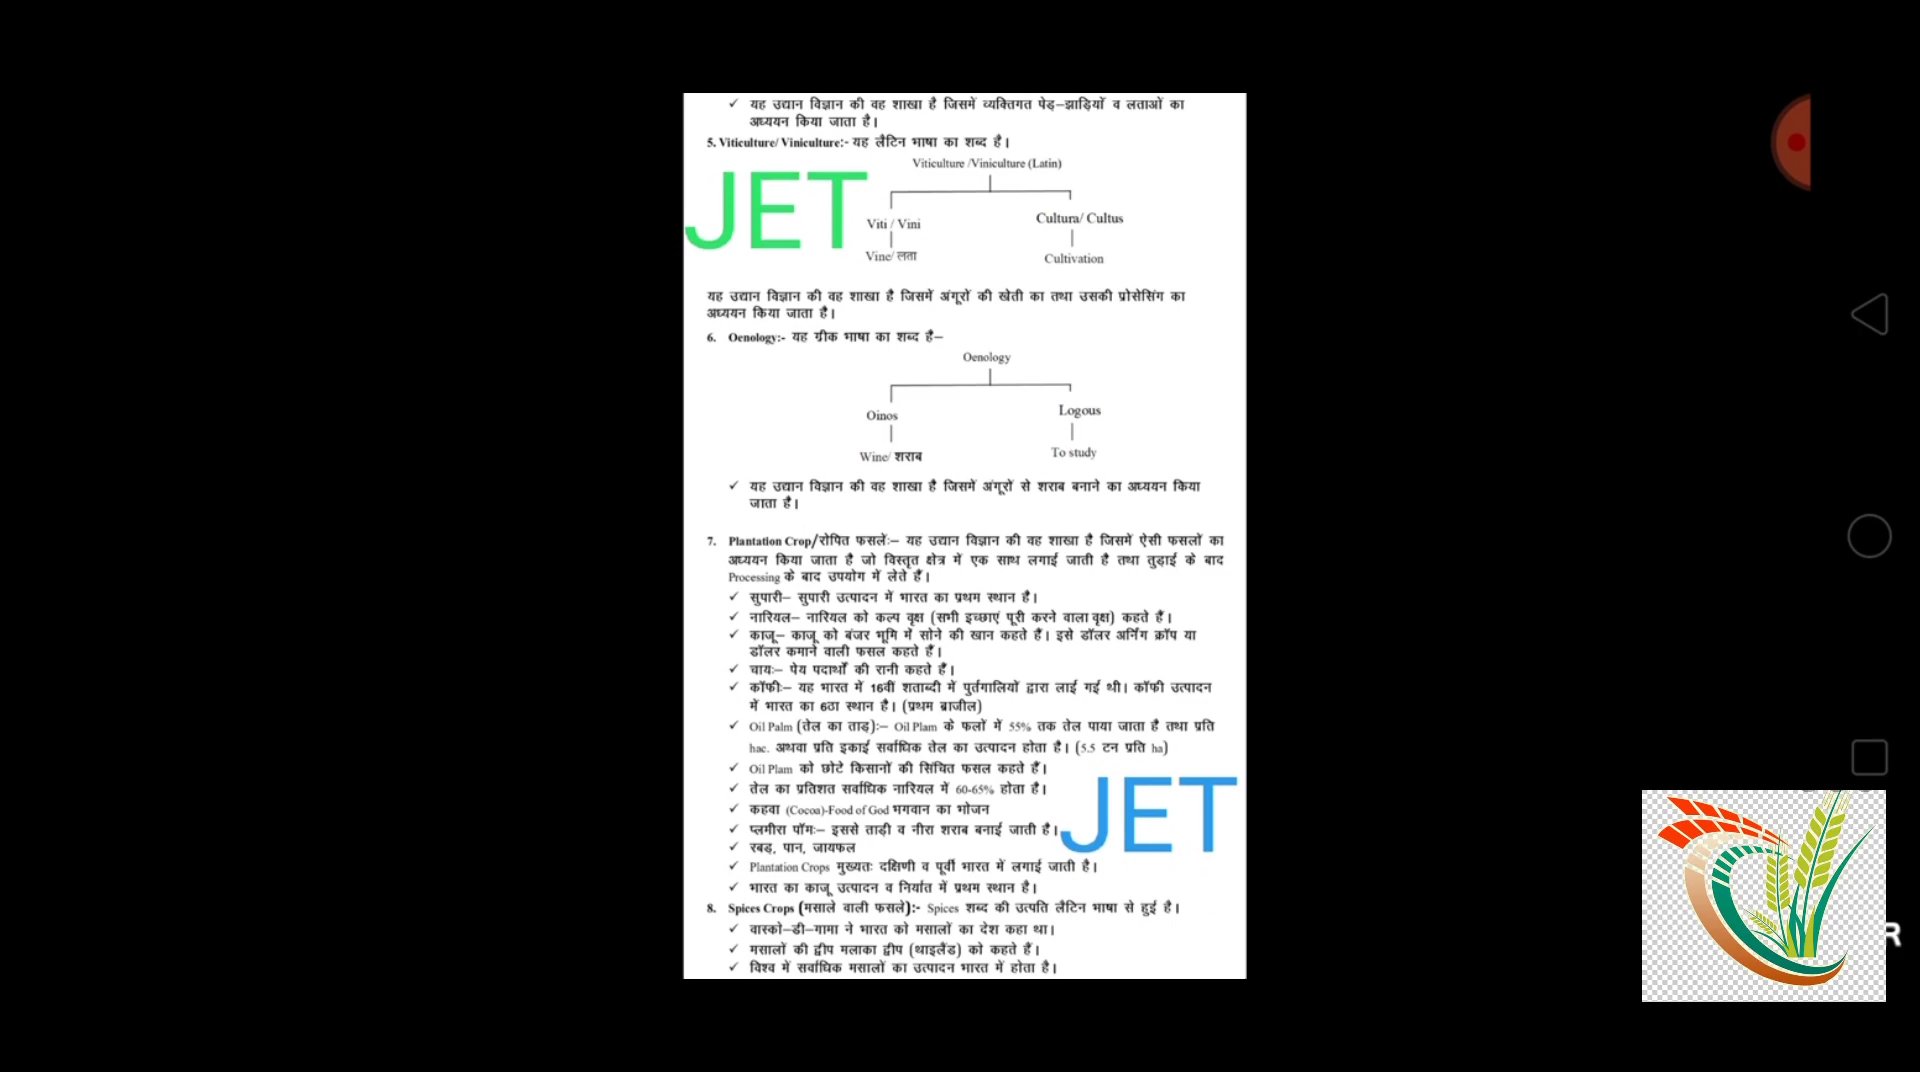 ✓ यह उद्यान विज्ञान की वह शाखा है जिसमें व्यक्तिगत पेड़–झाड़ियों व लताओं का
अध्ययन किया जाता है।
5. Viticulture/ Viniculture:- यह लैटिन भाषा का शब्द है।
Viticulture /Viniculture (Latin)
JET
Viti / Vini Cultura/ Cultus
Vine/ लता Cultivation
यह उद्यान विज्ञान की वह शाखा है जिसमें अंगूरों की खेती का तथा उसकी प्रोसेसिंग का
अध्ययन किया जाता है।
6. Oenology:- यह ग्रीक भाषा का शब्द है–
Oenology
Oinos Logous
Wine/ शराब To study
✓ यह उद्यान विज्ञान की वह शाखा है जिसमें अंगूरों से शराब बनाने का अध्ययन किया
जाता है।
7. Plantation Crop/रोपित फसलें:– यह उद्यान विज्ञान की वह शाखा है जिसमें ऐसी फसलों का
अध्ययन किया जाता है जो विस्तृत क्षेत्र में एक साथ लगाई जाती है तथा तुड़ाई के बाद
Processing के बाद उपयोग में लेते हैं।
✓ सुपारी– सुपारी उत्पादन में भारत का प्रथम स्थान है।
✓ नारियल– नारियल को कल्प वृक्ष (सभी इच्छाएं पूरी करने वाला वृक्ष) कहते हैं।
✓ काजू– काजू को बंजर भूमि में सोने की खान कहते हैं। इसे डॉलर अर्निंग क्रॉप या
डॉलर कमाने वाली फसल कहते हैं।
✓ चायः– पेय पदार्थों की रानी कहते हैं।
✓ कॉफीः– यह भारत में 16वीं शताब्दी में पुर्तगालियों द्वारा लाई गई थी। कॉफी उत्पादन
में भारत का 6ठा स्थान है। (प्रथम ब्राजील)
✓ Oil Palm (तेल का ताड़):– Oil Plam के फलों में 55% तक तेल पाया जाता है तथा प्रति
hac. अथवा प्रति इकाई सर्वाधिक तेल का उत्पादन होता है। (5.5 टन प्रति ha)
✓ Oil Plam को छोटे किसानों की सिंचित फसल कहते हैं।
✓ तेल का प्रतिशत सर्वाधिक नारियल में 60-65% होता है।
✓ कहवा (Cocoa)-Food of God भगवान का भोजन
✓ प्लमीरा पॉमः– इससे ताडी व नीरा शराब बनाई जाती है।
JET
✓ रबड़, पान, जायफल
✓ Plantation Crops मुख्यतः दक्षिणी व पूर्वी भारत में लगाई जाती है।
✓ भारत का काजू उत्पादन व निर्यात में प्रथम स्थान है।
8. Spices Crops (मसाले वाली फसले):- Spices शब्द की उत्पति लैटिन भाषा से हुई है।
✓ वास्को–डी–गामा ने भारत को मसालों का देश कहा था।
✓ मसालों की द्वीप मलाका द्वीप (थाइलैंड) को कहते हैं।
✓ विश्व में सर्वाधिक मसालों का उत्पादन भारत में होता है।
R